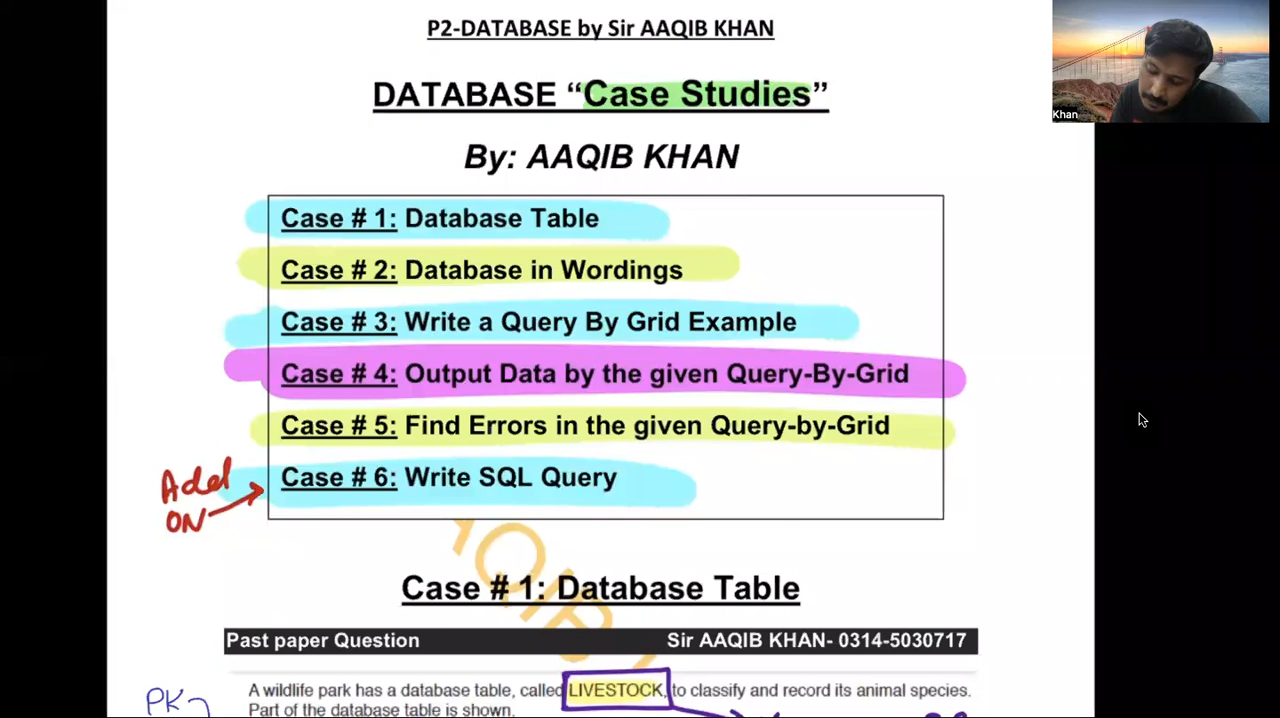 P2-DATABASE by Sir AAQIB KHAN
DATABASE “Case Studies”
By: AAQIB KHAN
Case # 1: Database Table
Case # 2: Database in Wordings
Case # 3: Write a Query By Grid Example
Case # 4: Output Data by the given Query-By-Grid
Case # 5: Find Errors in the given Query-by-Grid
Case # 6: Write SQL Query
Add
ON
AQIB
Case # 1: Database Table
Past paper Question Sir AAQIB KHAN- 0314-5030717
A wildlife park has a database table, called LIVESTOCK, to classify and record its animal species.
Part of the database table is shown.
PK
Khan